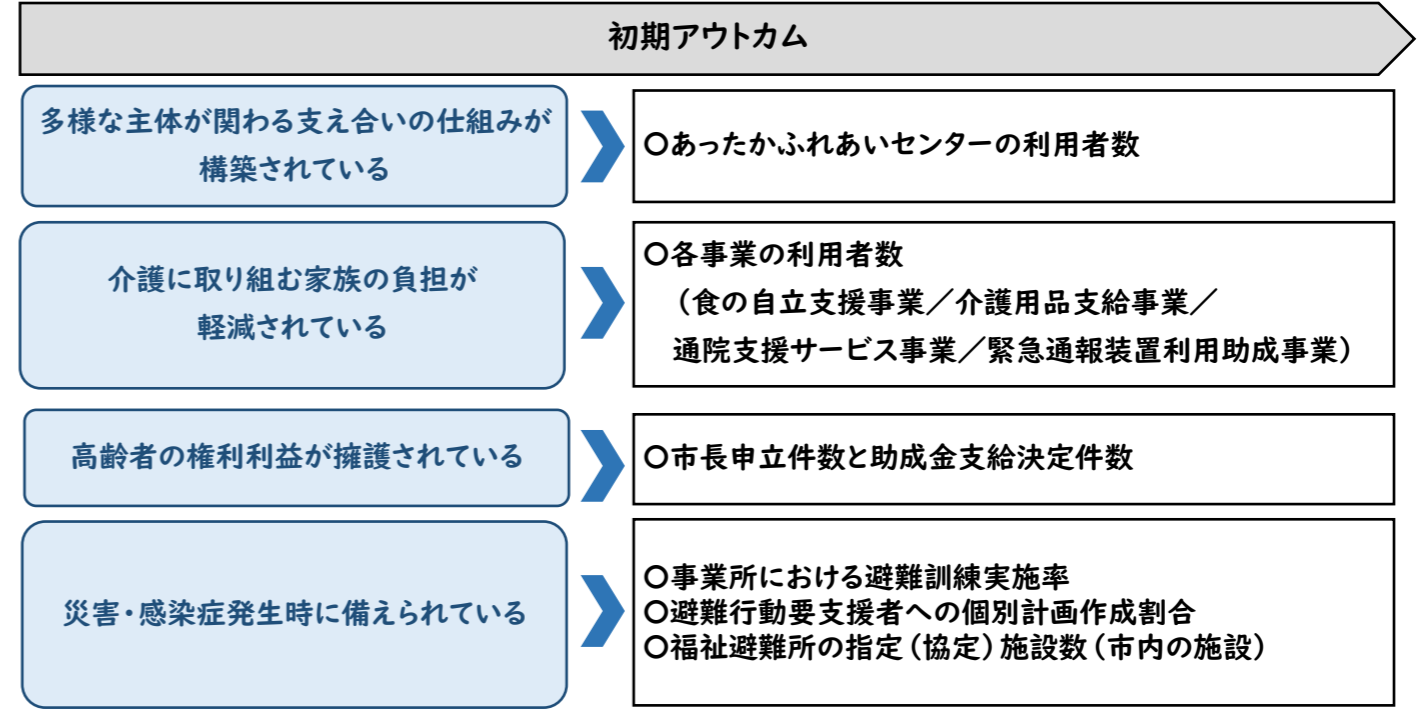 初期アウトカム
多様な主体が関わる支え合いの仕組みが
構築されている
〇あったかふれあいセンターの利用者数
介護に取り組む家族の負担が
軽減されている
〇各事業の利用者数
（食の自立支援事業／介護用品支給事業／
通院支援サービス事業／緊急通報装置利用助成事業）
高齢者の権利利益が擁護されている
〇市長申立件数と助成金支給決定件数
災害・感染症発生時に備えられている
〇事業所における避難訓練実施率
〇避難行動要支援者への個別計画作成割合
〇福祉避難所の指定（協定）施設数（市内の施設）